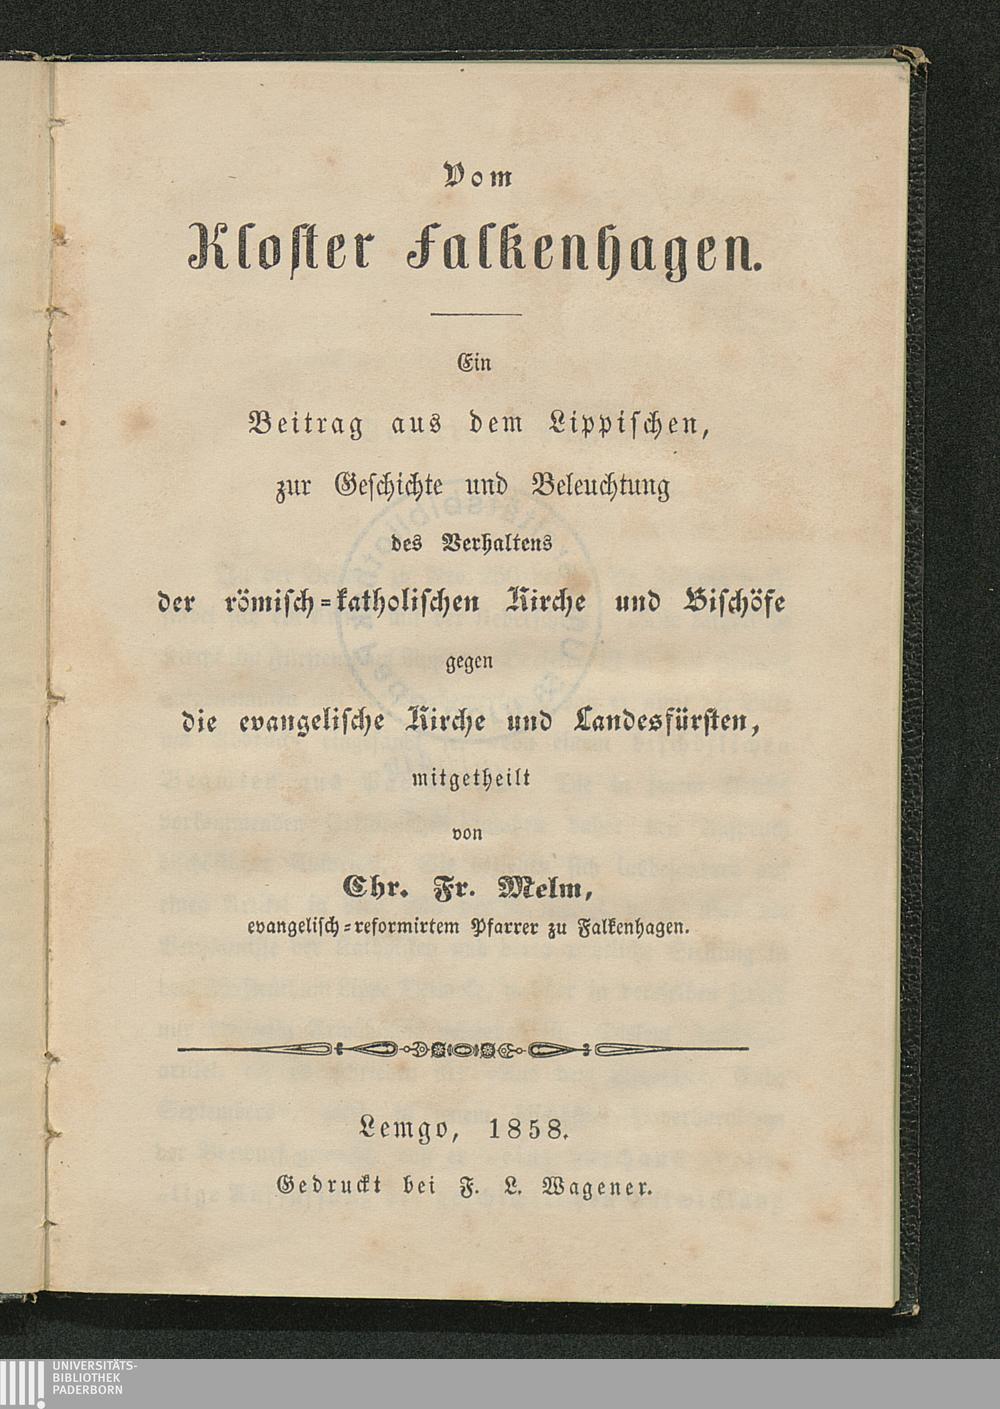 Vom
Kloster Falkenhagen.
Ein
Beitrag aus dem Lippischen,
zur Geschichte und Beleuchtung
des Verhaltens
der römisch-katholischen Kirche und Bischöfe
gegen
die evangelische Kirche und Landesfürsten,
mitgetheilt
von
Chr. Fr. Melm,
evangelisch-reformirtem Pfarrer zu Falkenhagen.
Lemgo, 1858.
Gedruckt bei F. L. Wagener.
UNIVERSITÄTS-
BIBLIOTHEK
PADERBORN